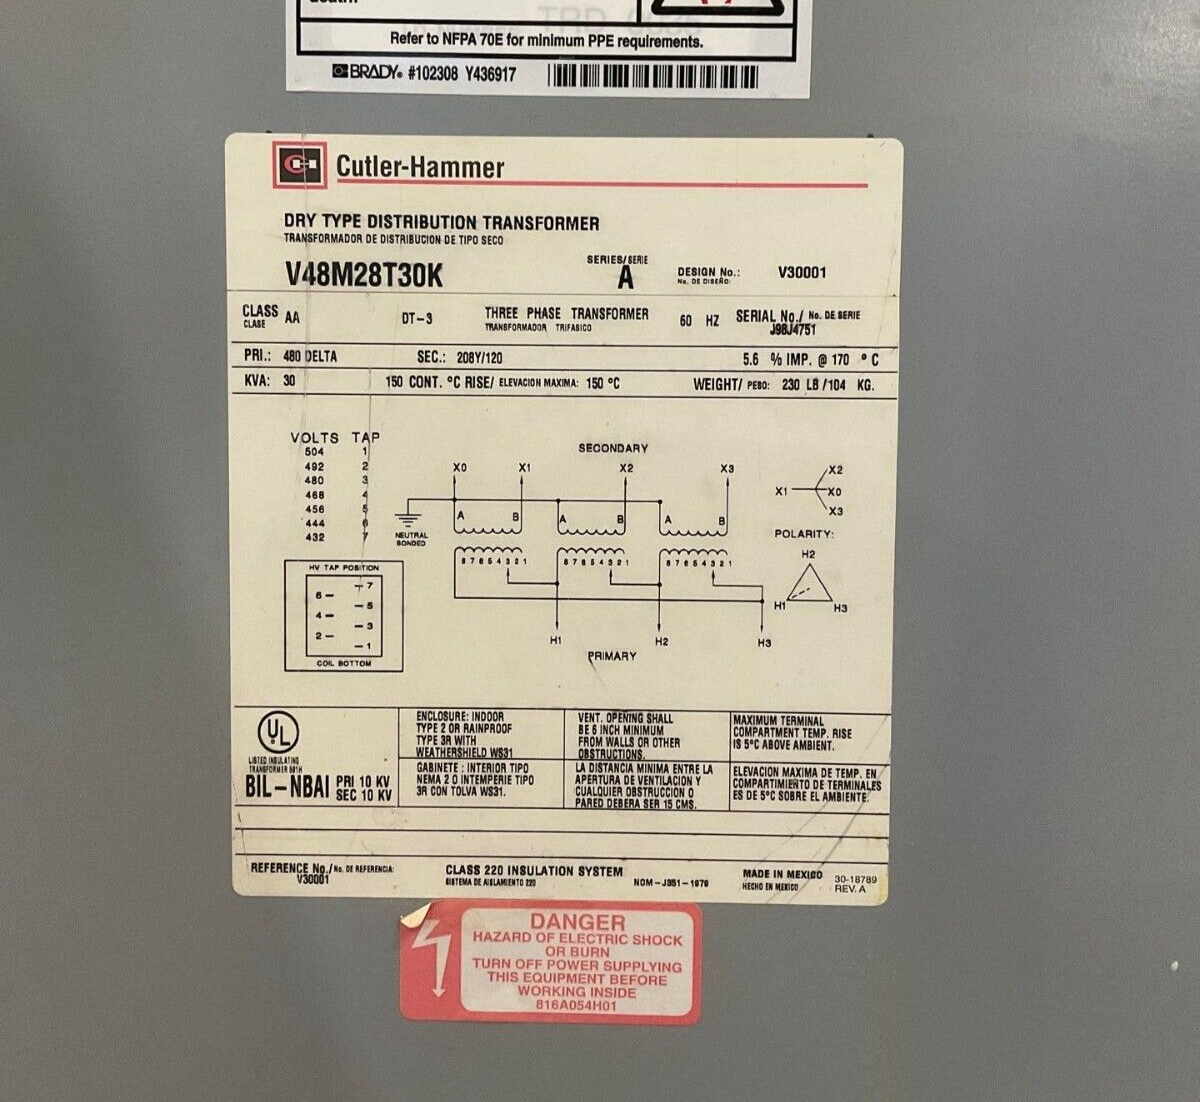 Refer to NFPA 70E for minimum PPE requirements.
BRADY® #102308 Y436917
CH Cutler-Hammer
DRY TYPE DISTRIBUTION TRANSFORMER
TRANSFORMADOR DE DISTRIBUCION DE TIPO SECO
V48M28T30K
SERIES/SERIE
A
DESIGN No.: V30001
No. DE DISEÑO:
CLASS AA
CLASE
DT-3
THREE PHASE TRANSFORMER
TRANSFORMADOR TRIFASICO
60 HZ
SERIAL No./ No. DE SERIE
J98J4751
PRI.: 480 DELTA SEC.: 208Y/120 5.6 % IMP. @ 170 °C
KVA: 30 150 CONT. °C RISE/ ELEVACION MAXIMA: 150 °C WEIGHT/ PESO: 230 LB/104 KG.
VOLTS TAP
504 1
492 2
480 3
468 4
456 5
444 6
432 7
HV TAP POSITION
7
6
5
4
3
2
1
COIL BOTTOM
SECONDARY
X0 X1 X2 X3
A B A B A B
NEUTRAL
BONDED
8 7 6 5 4 3 2 1 8 7 6 5 4 3 2 1 8 7 6 5 4 3 2 1
H1 H2 H3
PRIMARY
X2
X1 X0
X3
POLARITY:
H2
H1 H3
UL
LISTED INSULATING
TRANSFORMER 591H
BIL-NBAI PRI 10 KV
SEC 10 KV
ENCLOSURE: INDOOR
TYPE 2 OR RAINPROOF
TYPE 3R WITH
WEATHERSHIELD WS31
GABINETE : INTERIOR TIPO
NEMA 2 O INTEMPERIE TIPO
3R CON TOLVA WS31.
VENT. OPENING SHALL
BE 6 INCH MINIMUM
FROM WALLS OR OTHER
OBSTRUCTIONS.
LA DISTANCIA MINIMA ENTRE LA
APERTURA DE VENTILACION Y
CUALQUIER OBSTRUCCION O
PARED DEBERA SER 15 CMS.
MAXIMUM TERMINAL
COMPARTMENT TEMP. RISE
IS 5°C ABOVE AMBIENT.
ELEVACION MAXIMA DE TEMP. EN
COMPARTIMIENTO DE TERMINALES
ES DE 5°C SOBRE EL AMBIENTE.
REFERENCE No./No. DE REFERENCIA:
V30001
CLASS 220 INSULATION SYSTEM
SISTEMA DE AISLAMIENTO 220
NOM-J351-1979
MADE IN MEXICO
HECHO EN MEXICO
30-18789
REV. A
DANGER
HAZARD OF ELECTRIC SHOCK
OR BURN
TURN OFF POWER SUPPLYING
THIS EQUIPMENT BEFORE
WORKING INSIDE
816A054H01